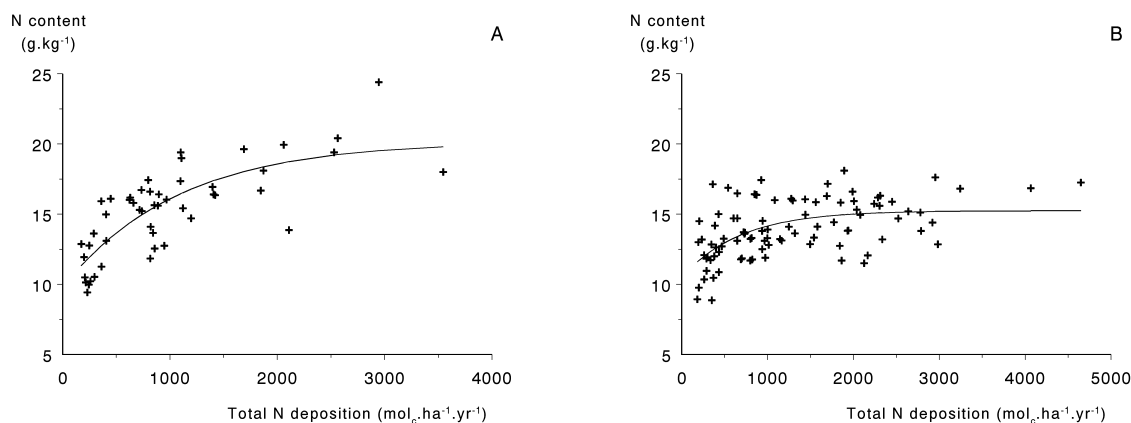 N content
(g.kg⁻¹)
A
25
20
15
10
5
0 1000 2000 3000 4000
Total N deposition (mol_c.ha⁻¹.yr⁻¹)
N content
(g.kg⁻¹)
B
25
20
15
10
5
0 1000 2000 3000 4000 5000
Total N deposition (mol_c.ha⁻¹.yr⁻¹)